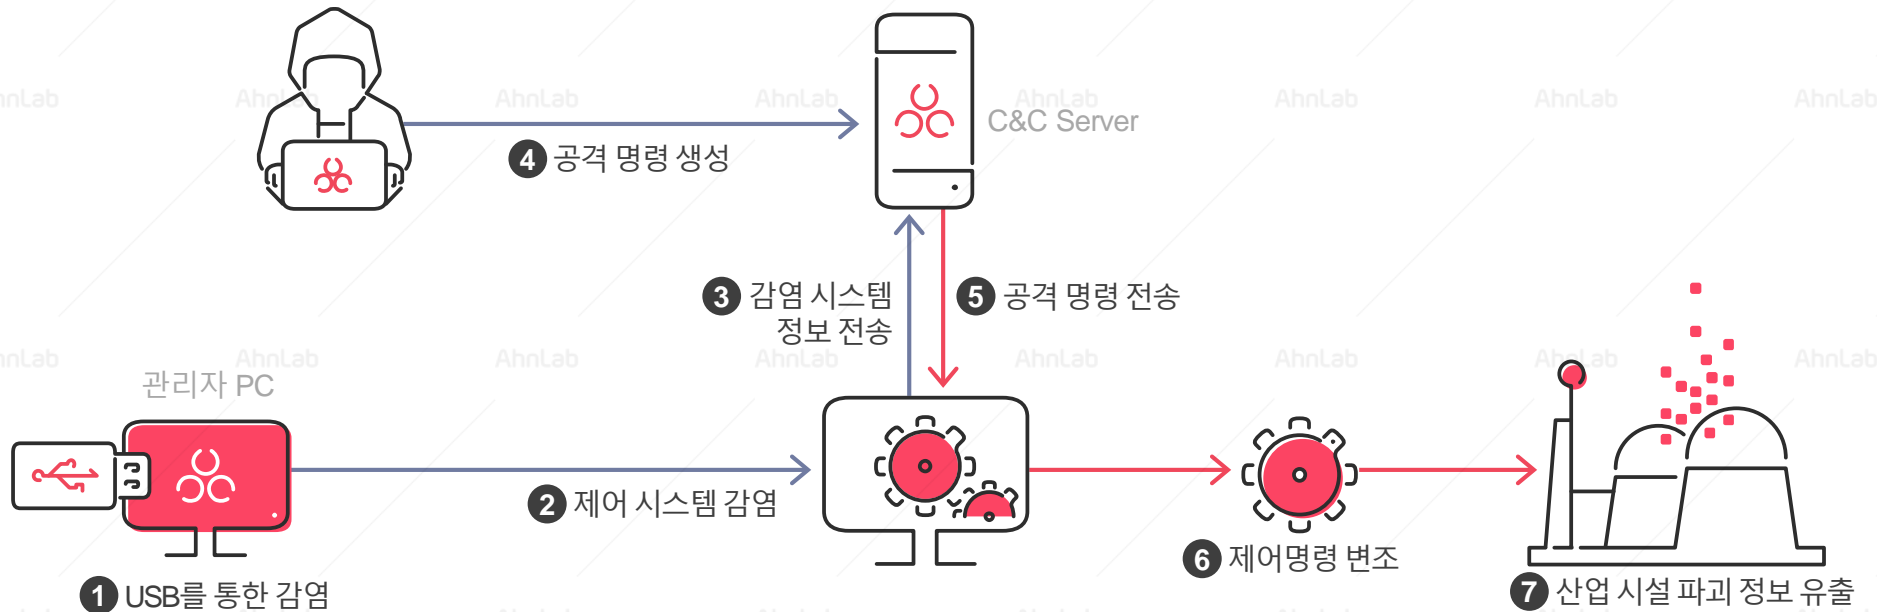 C&C Server
4 공격 명령 생성
3 감염 시스템
정보 전송
5 공격 명령 전송
관리자 PC
2 제어 시스템 감염
6 제어명령 변조
1 USB를 통한 감염
7 산업 시설 파괴 정보 유출
AhnLab